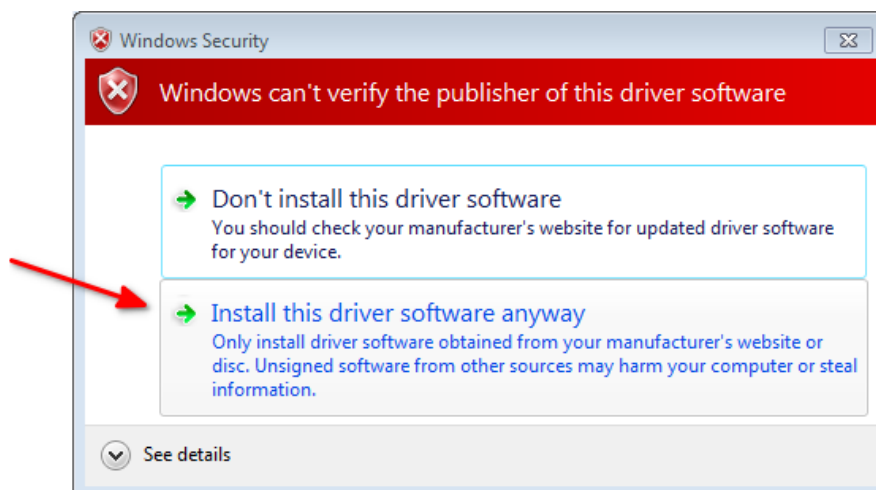 Windows Security
Windows can't verify the publisher of this driver software
Don't install this driver software
You should check your manufacturer's website for updated driver software
for your device.
Install this driver software anyway
Only install driver software obtained from your manufacturer's website or
disc. Unsigned software from other sources may harm your computer or steal
information.
See details